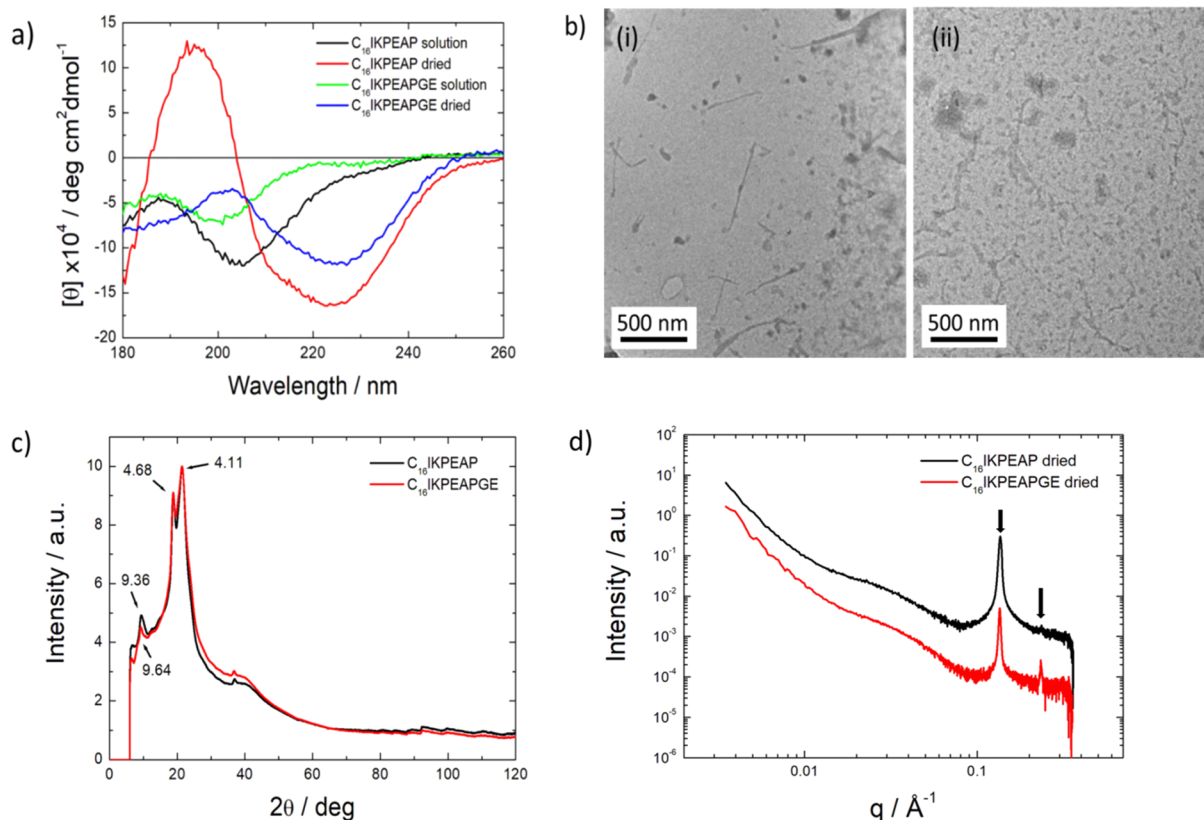 a)
C₁₆IKPEAP solution
C₁₆IKPEAP dried
C₁₆IKPEAPGE solution
C₁₆IKPEAPGE dried
15
10
5
0
-5
-10
-15
-20
[θ] x10⁴ / deg cm²dmol⁻¹
180 200 220 240 260
Wavelength / nm
b)
(i)
500 nm
(ii)
500 nm
c)
C₁₆IKPEAP
C₁₆IKPEAPGE
4.68
4.11
9.36
9.64
10
8
6
4
2
0
Intensity / a.u.
0 20 40 60 80 100 120
2θ / deg
d)
C₁₆IKPEAP dried
C₁₆IKPEAPGE dried
10²
10¹
10⁰
10⁻¹
10⁻²
10⁻³
10⁻⁴
10⁻⁵
10⁻⁶
Intensity / a.u.
0.01 0.1
q / Å⁻¹